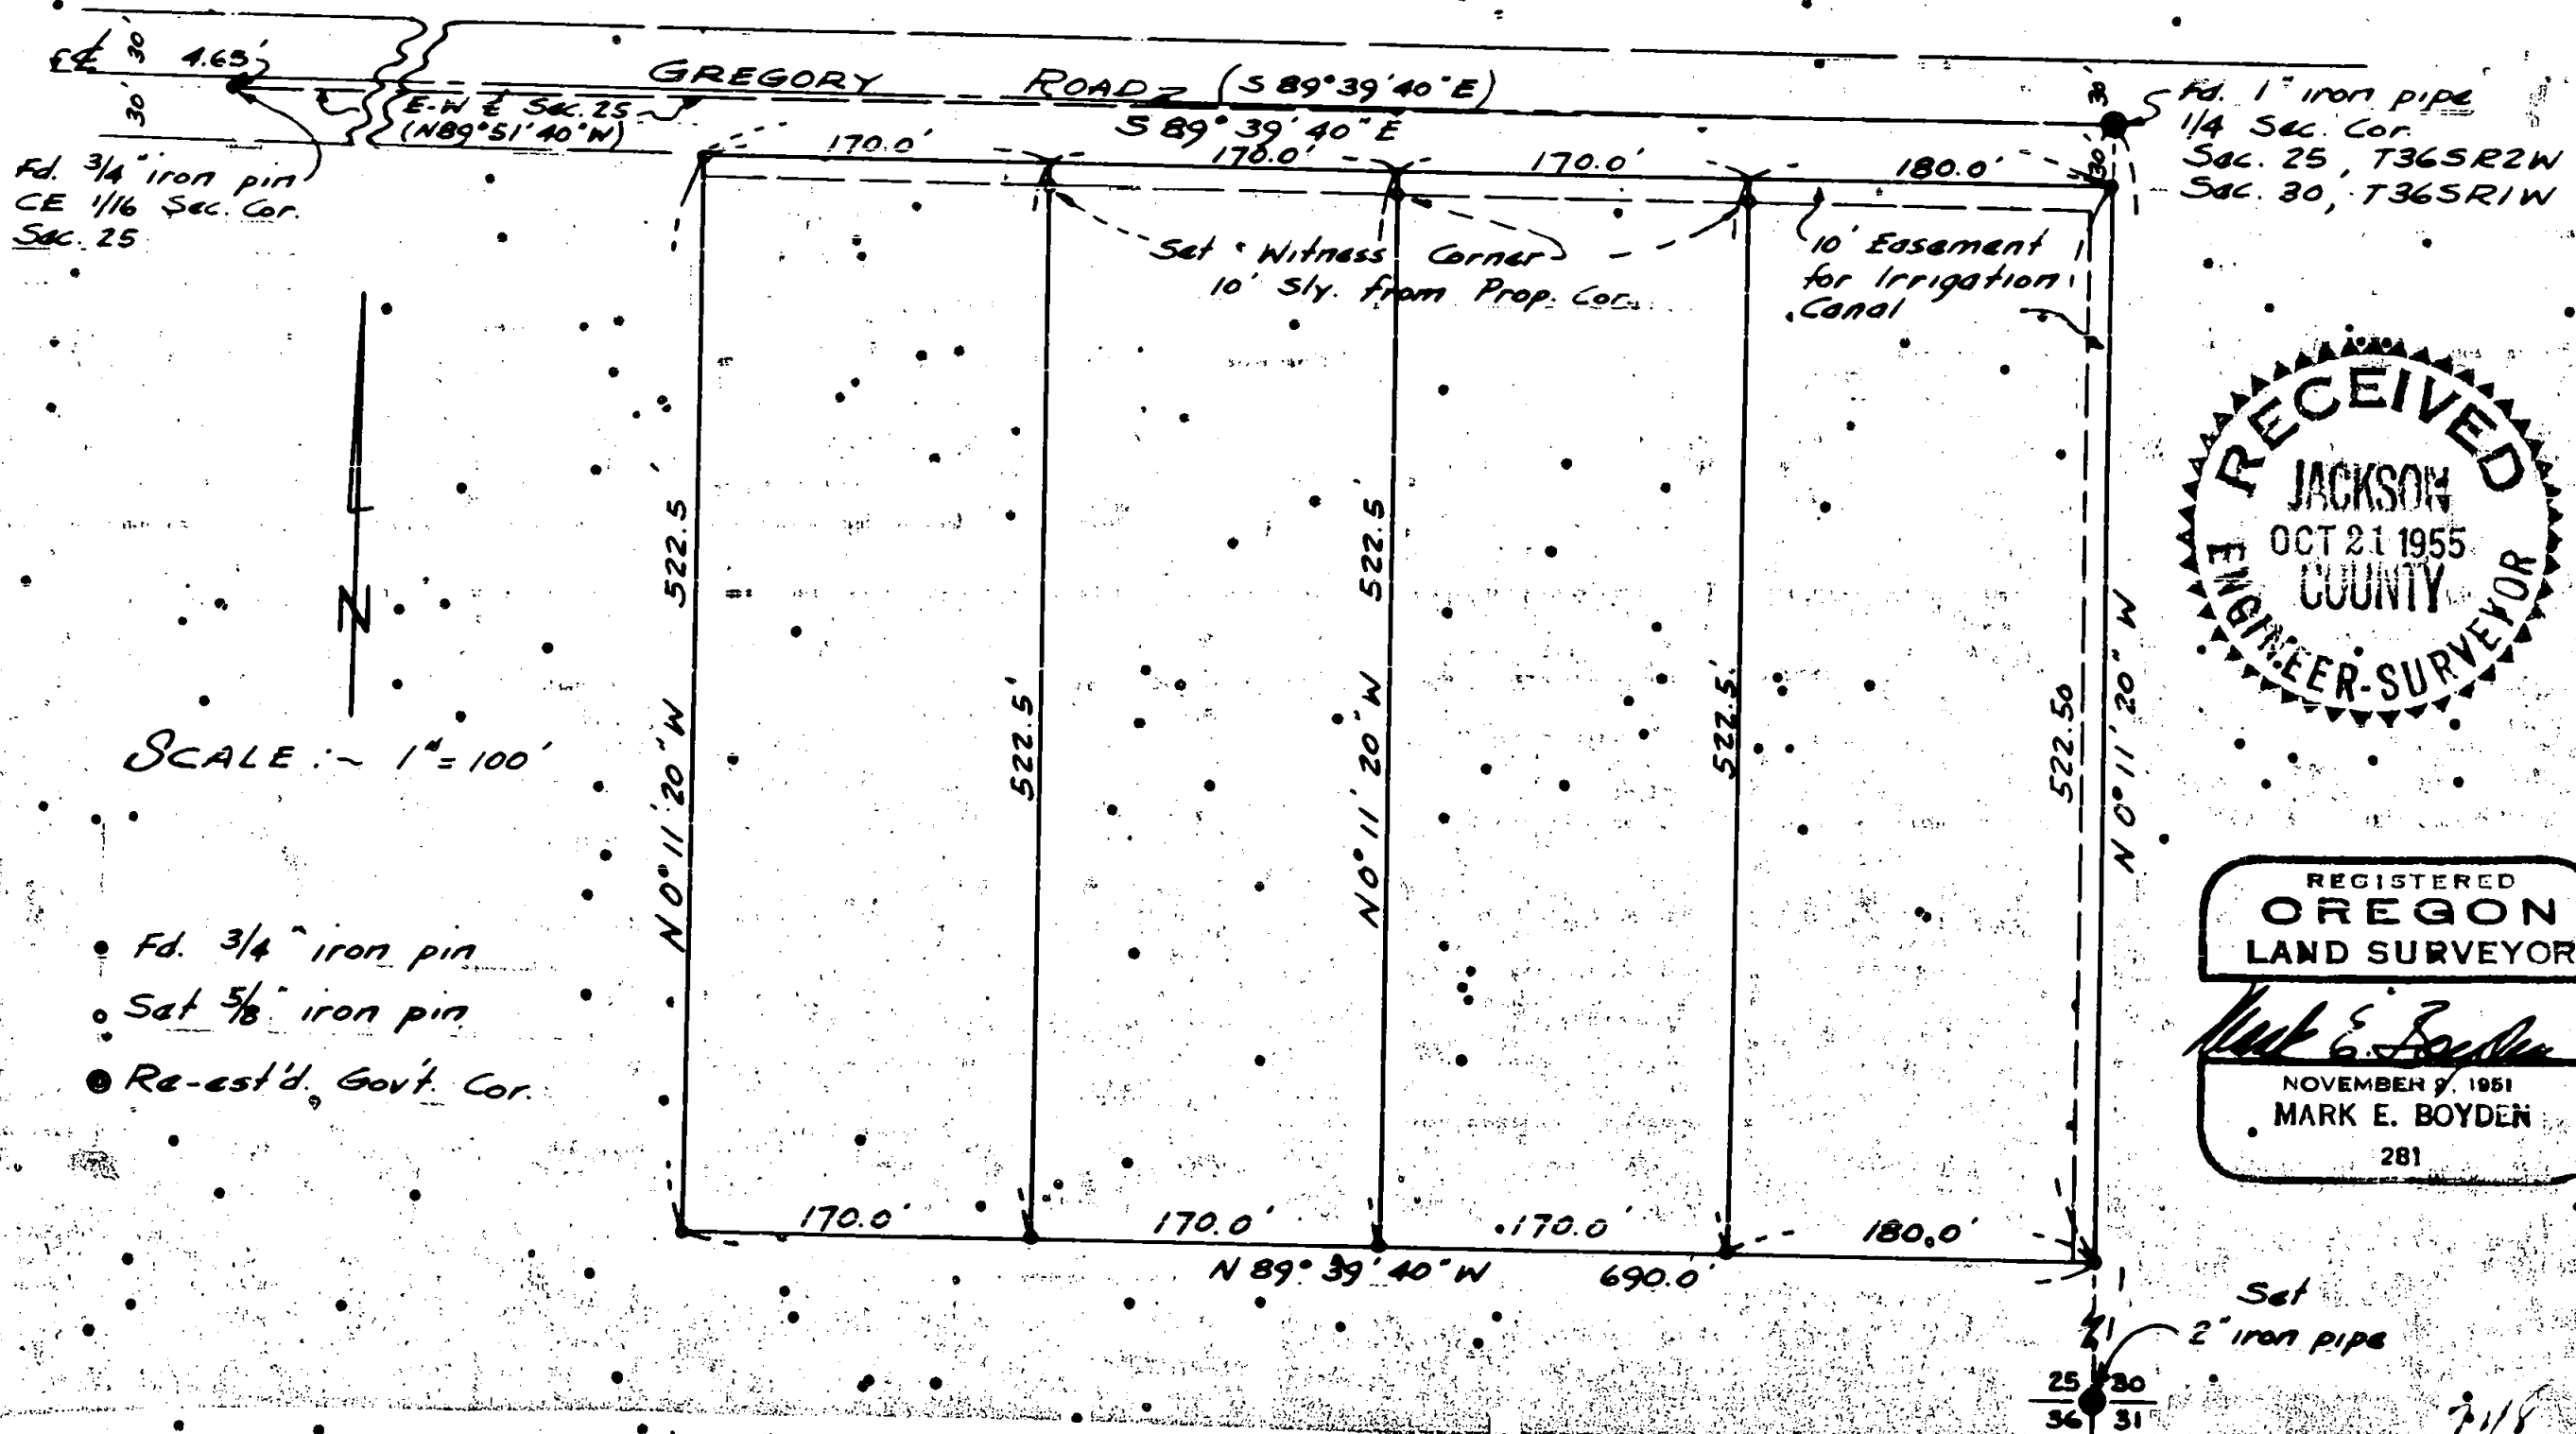 30'
30'
4.65'
GREGORY ROAD (S 89° 39' 40" E)
E-W ℄ Sec. 25
(N89°51'40"W)
S 89° 39' 40" E
30'
30'
Fd. 1" iron pipe
1/4 Sec. Cor.
Sec. 25, T36SR2W
Sec. 30, T36SR1W
Fd. 3/4" iron pin
CE 1/16 Sec. Cor.
Sec. 25
170.0'
170.0'
170.0'
180.0'
Set Witness Corner
10' Sly. from Prop. Cor.
10' Easement
for Irrigation
Canal
N
SCALE :~ 1" = 100'
N 0° 11' 20" W 522.5'
522.5'
N 0° 11' 20" W 522.5'
522.5'
522.50
N 0° 11' 20" W
RECEIVED
JACKSON
OCT 21 1955
COUNTY
ENGINEER-SURVEYOR
Fd. 3/4" iron pin
Set 5/8" iron pin
Re-est'd. Gov't. Cor.
REGISTERED
OREGON
LAND SURVEYOR
Mark E. Boyden
NOVEMBER 9, 1951
MARK E. BOYDEN
281
170.0'
170.0'
170.0'
180.0'
N 89° 39' 40" W 690.0'
Set
2" iron pipe
25 30
36 31